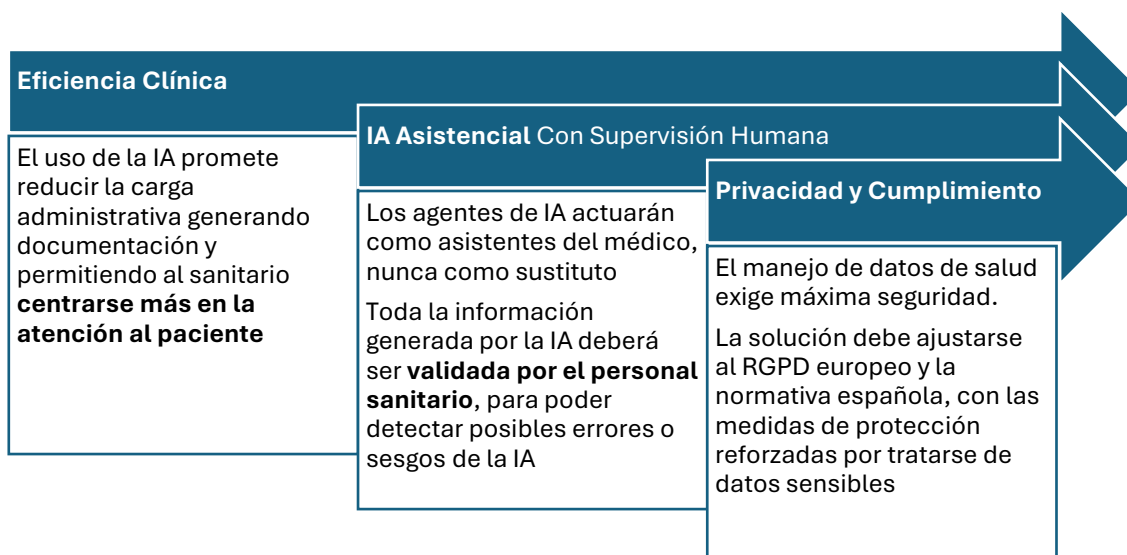 Eficiencia Clínica
El uso de la IA promete
reducir la carga
administrativa generando
documentación y
permitiendo al sanitario
centrarse más en la
atención al paciente
IA Asistencial Con Supervisión Humana
Los agentes de IA actuarán
como asistentes del médico,
nunca como sustituto
Toda la información
generada por la IA deberá
ser validada por el personal
sanitario, para poder
detectar posibles errores o
sesgos de la IA
Privacidad y Cumplimiento
El manejo de datos de salud
exige máxima seguridad.
La solución debe ajustarse
al RGPD europeo y la
normativa española, con las
medidas de protección
reforzadas por tratarse de
datos sensibles